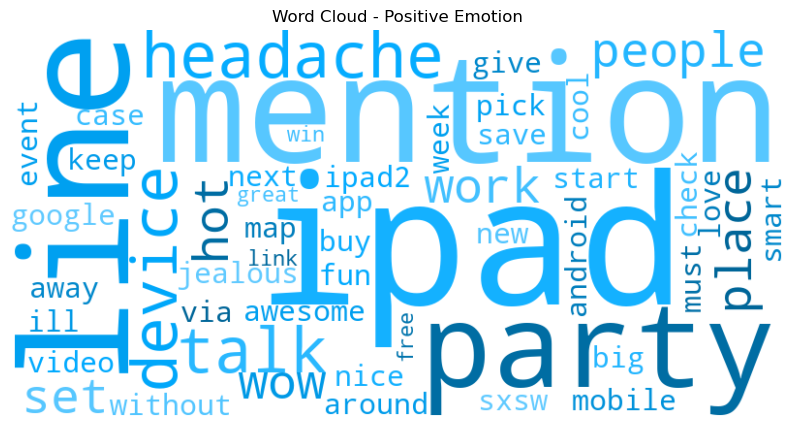 Word Cloud - Positive Emotion
line
headache
mention
give
people
cool
event
case
keep
win
week
pick
save
next
ipad2
work
start
check
love
smart
google
device
hot
great
app
ipad
map
link
buy
new
android
must
place
away
jealous
fun
ill
via
awesome
free
party
video
talk
wow
nice
big
set
without
around
sxsw
mobile